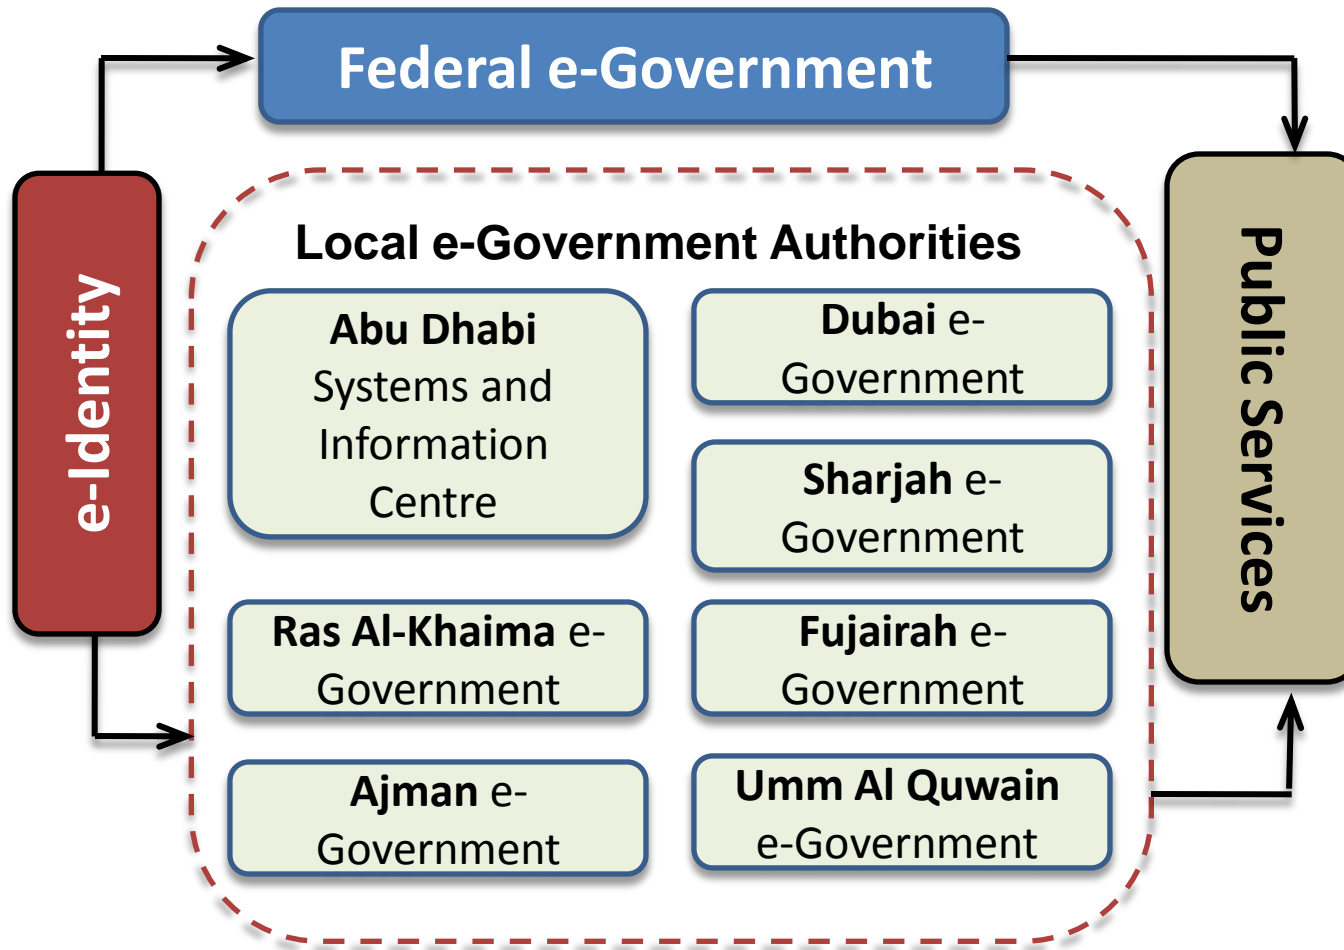 Federal e-Government
e-Identity
Local e-Government Authorities
Abu Dhabi
Systems and
Information
Centre
Dubai e-
Government
Sharjah e-
Government
Ras Al-Khaima e-
Government
Fujairah e-
Government
Ajman e-
Government
Umm Al Quwain
e-Government
Public Services